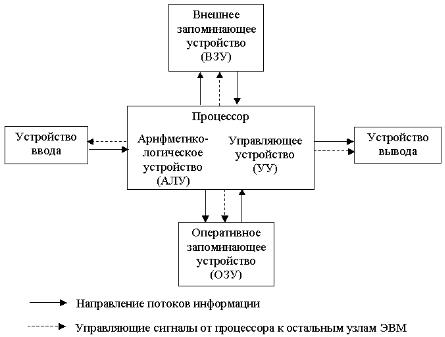 Внешнее
запоминающее
устройство
(ВЗУ)
Процессор
Устройство
ввода
Арифметико-
логическое
устройство
(АЛУ)
Управляющее
устройство
(УУ)
Устройство
вывода
Оперативное
запоминающее
устройство
(ОЗУ)
Направление потоков информации
Управляющие сигналы от процессора к остальным узлам ЭВМ